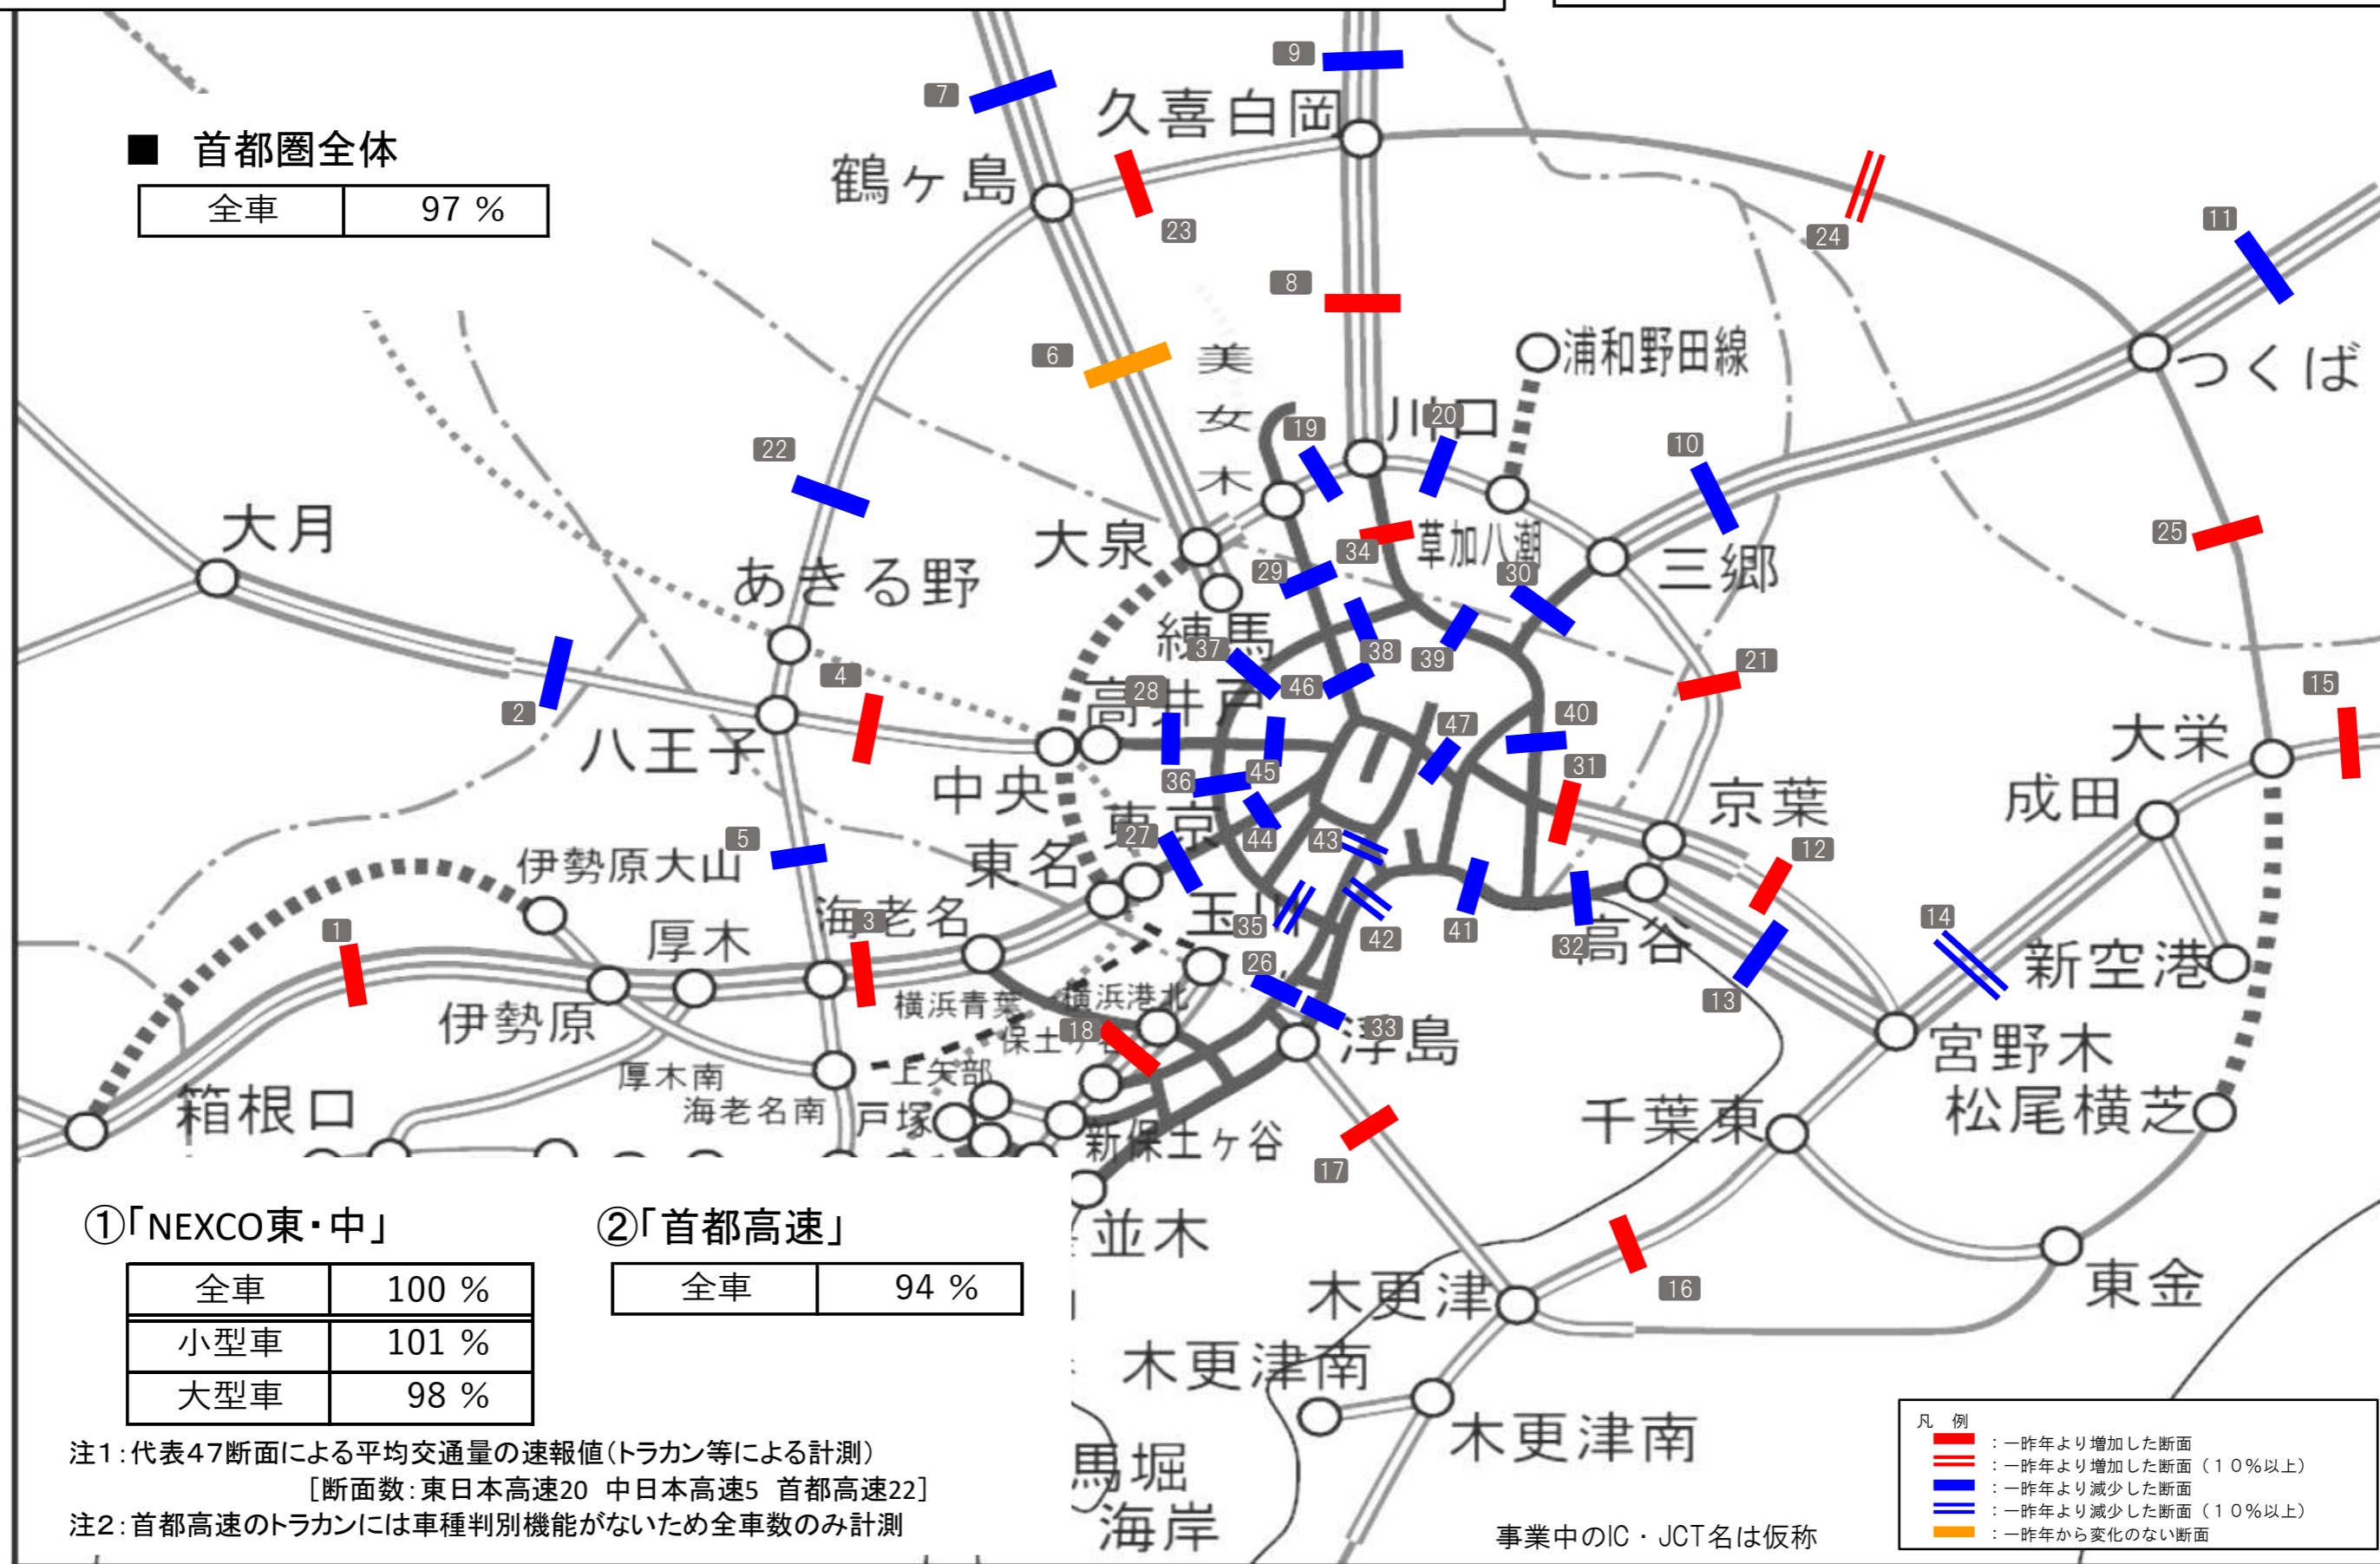 9
7
久喜白岡
■ 首都圏全体
鶴ヶ島
全車 97 %
23
24
11
8
6
美女木
浦和野田線
つくば
川口
19
20
10
22
大月
大泉
34
草加八潮
25
あきる野
29
30
三郷
練馬
37
38
39
21
4
46
15
2
高井戸
28
47
40
大栄
八王子
45
31
36
中央
京葉
成田
東京
44
43
12
5
27
伊勢原大山
東名
海老名
玉川
3
1
厚木
35
42
41
32
高谷
14
新空港
26
伊勢原
横浜青葉
横浜港北
13
18
保土ヶ谷
33
浮島
宮野木
厚木南
上矢部
箱根口
海老名南
戸塚
千葉東
松尾横芝
新保土ヶ谷
17
①「NEXCO東・中」
②「首都高速」
並木
全車 100 %
全車 94 %
16
木更津
東金
小型車 101 %
木更津南
大型車 98 %
木更津南
凡 例
:一昨年より増加した断面
:一昨年より増加した断面(10%以上)
:一昨年より減少した断面
:一昨年より減少した断面(10%以上)
:一昨年から変化のない断面
注1:代表47断面による平均交通量の速報値(トラカン等による計測)
[断面数:東日本高速20 中日本高速5 首都高速22]
注2:首都高速のトラカンには車種判別機能がないため全車数のみ計測
馬堀
海岸
事業中のIC・JCT名は仮称